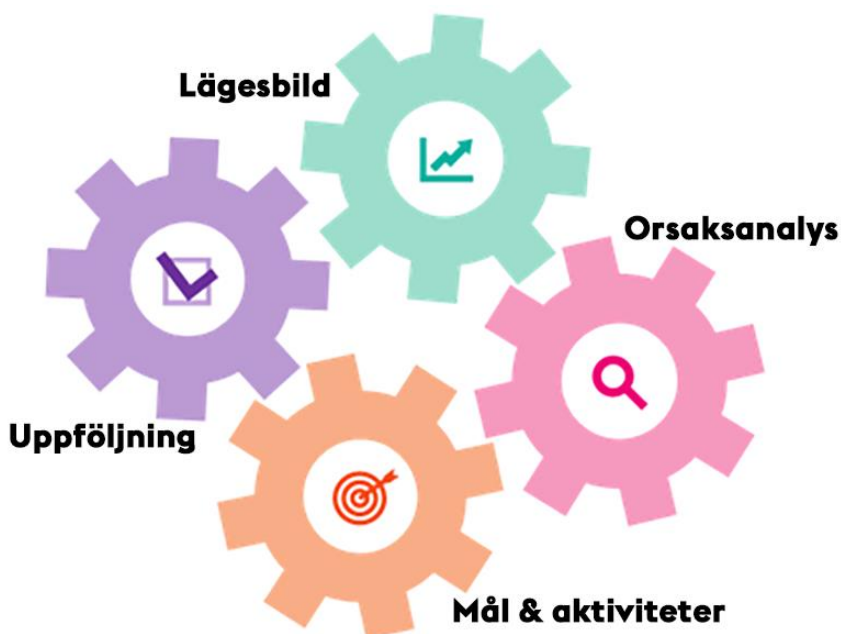 Lägesbild
Orsaksanalys
Uppföljning
Mål & aktiviteter